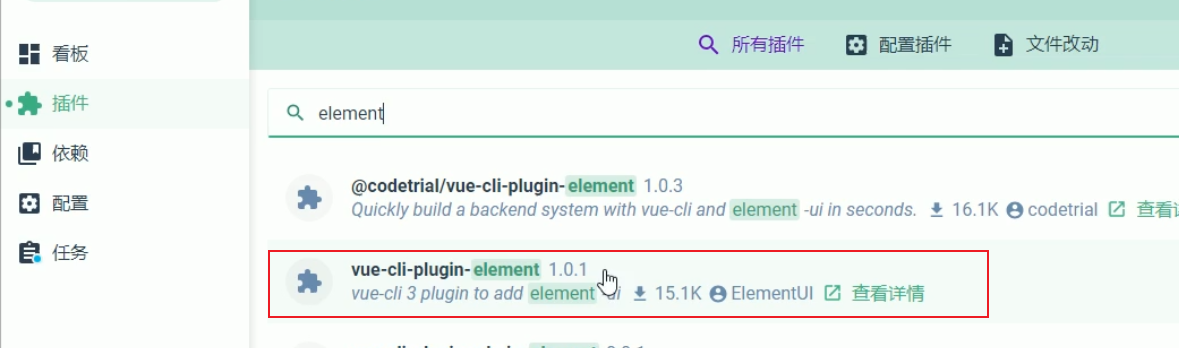 所有插件 配置插件 文件改动
看板
插件
依赖
配置
任务
element
@codetrial/vue-cli-plugin-element 1.0.3
Quickly build a backend system with vue-cli and element -ui in seconds. 16.1K codetrial 查看
vue-cli-plugin-element 1.0.1
vue-cli 3 plugin to add element -ui 15.1K ElementUI 查看详情